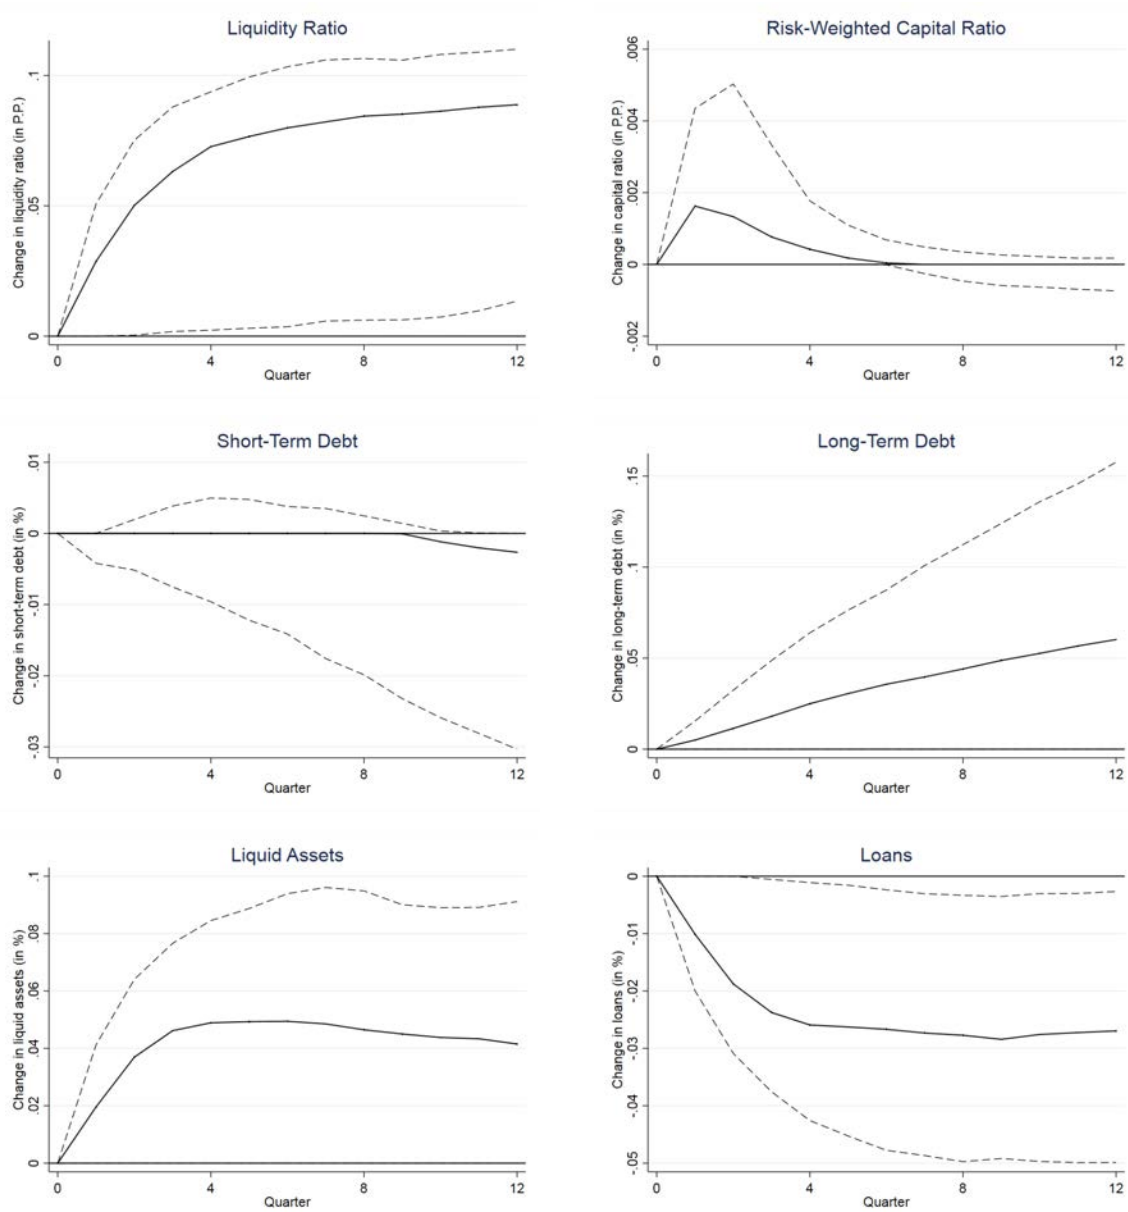 Liquidity Ratio
Change in liquidity ratio (in P.P.)
.1
.05
0
0 4 8 12
Quarter
Risk-Weighted Capital Ratio
Change in capital ratio (in P.P.)
.006
.004
.002
0
-.002
0 4 8 12
Quarter
Short-Term Debt
Change in short-term debt (in %)
.01
0
-.01
-.02
-.03
0 4 8 12
Quarter
Long-Term Debt
Change in long-term debt (in %)
.15
.1
.05
0
0 4 8 12
Quarter
Liquid Assets
Change in liquid assets (in %)
.1
.08
.06
.04
.02
0
0 4 8 12
Quarter
Loans
Change in loans (in %)
0
-.01
-.02
-.03
-.04
-.05
0 4 8 12
Quarter